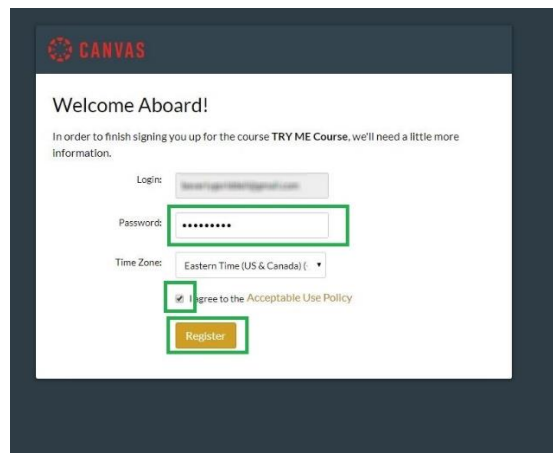 CANVAS
Welcome Aboard!
In order to finish signing you up for the course TRY ME Course, we'll need a little more
information.
Login:
Password: •••••••••
Time Zone: Eastern Time (US & Canada) (
I agree to the Acceptable Use Policy
Register